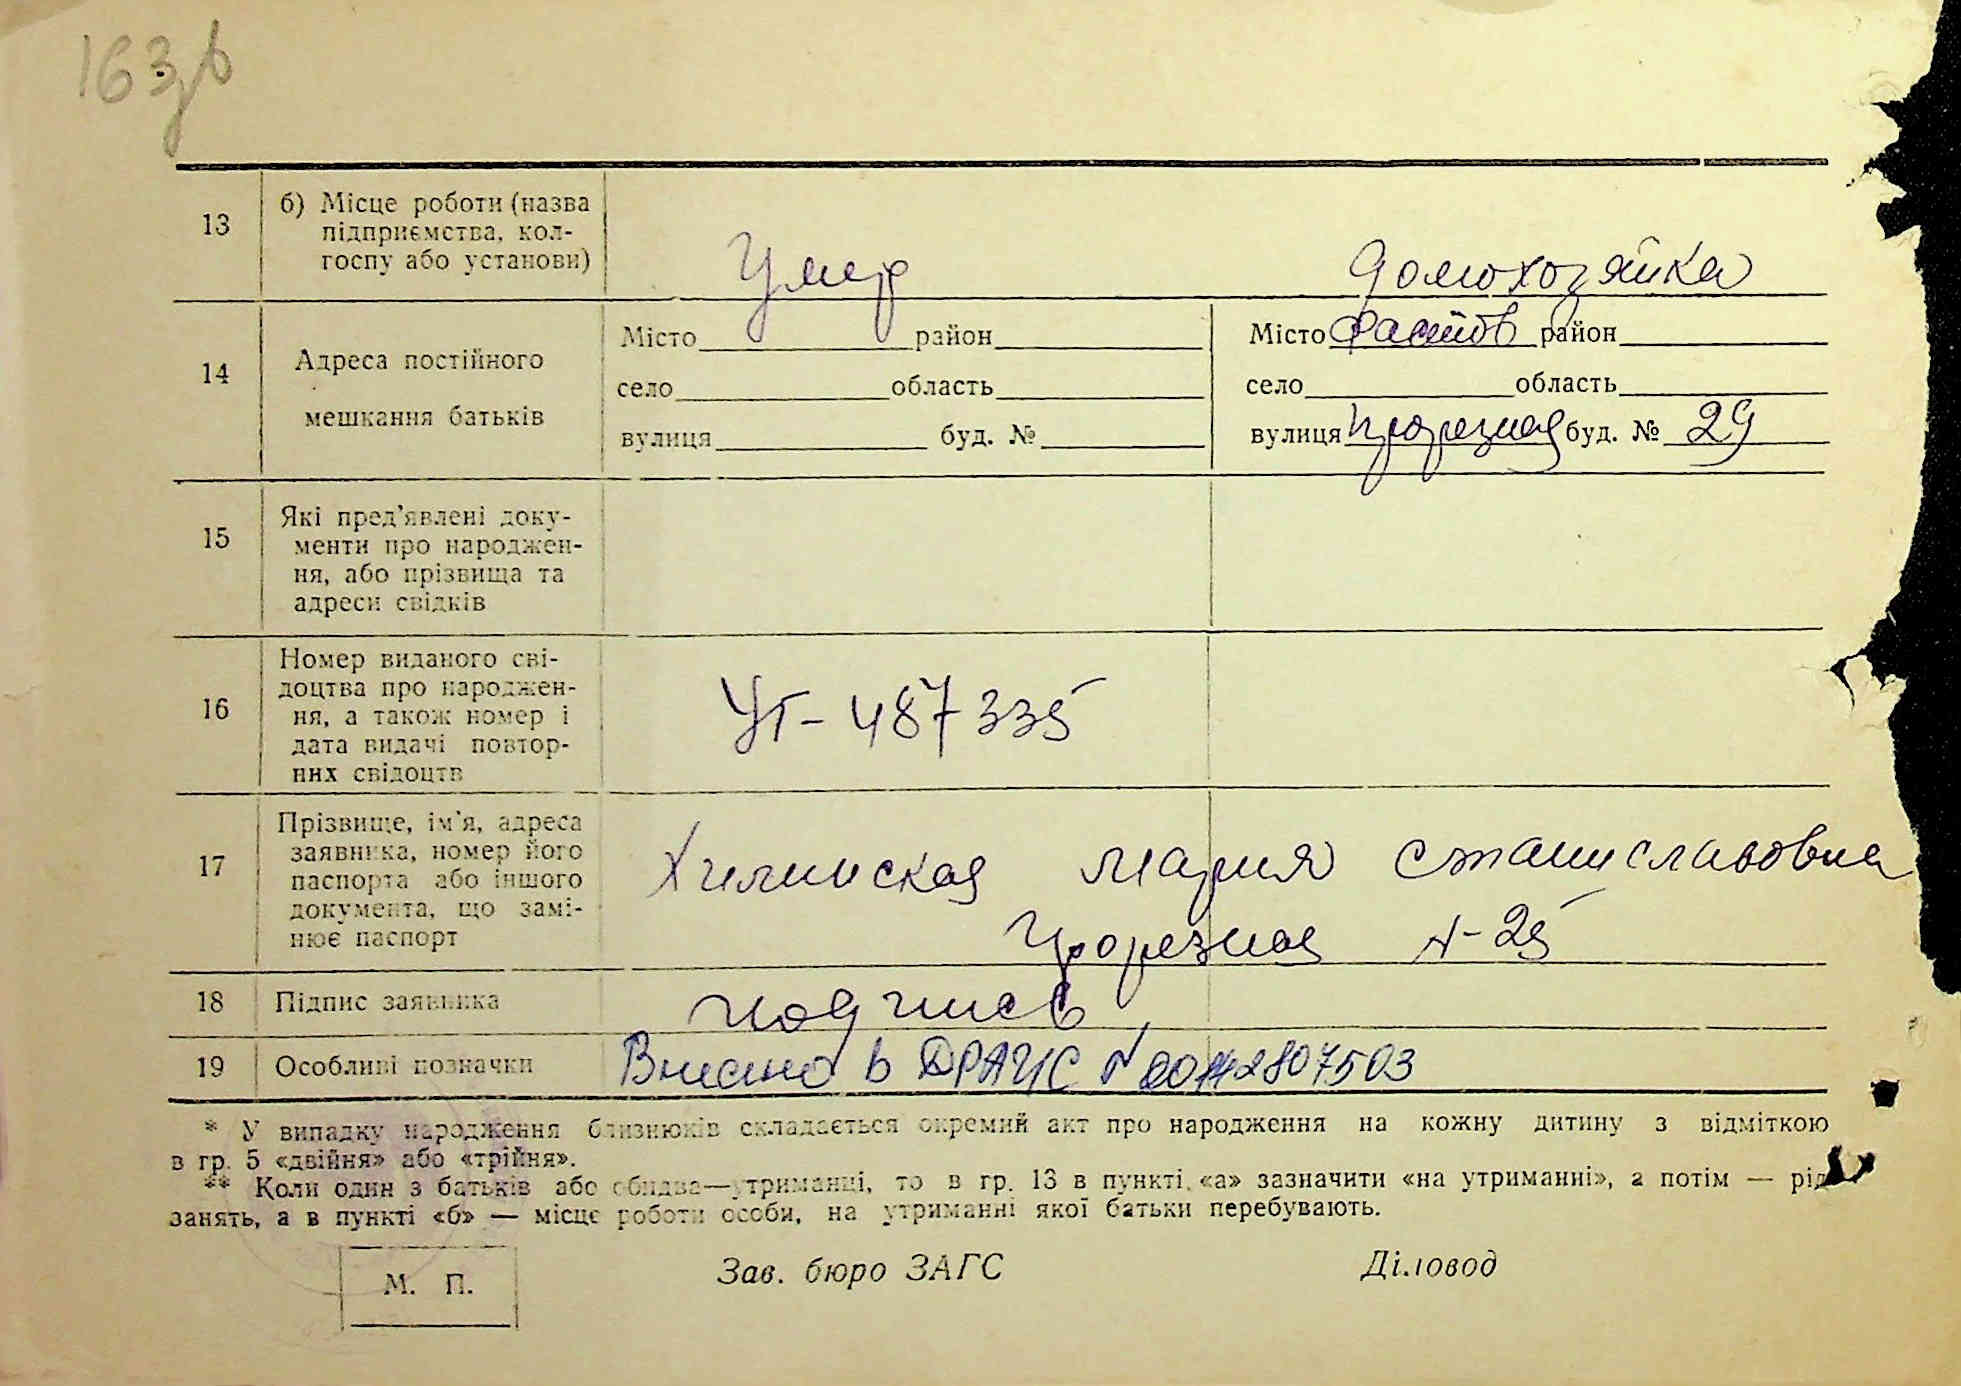 163
13
б) Місце роботи (назва
підприємства, кол-
госпу або установи)
Умер
домохозяйка
14
Адреса постійного
мешкання батьків
Місто район
село область
вулиця буд. №
Місто Фастов район
село область
вулиця Прорезная буд. № 29
15
Які пред'явлені доку-
менти про народжен-
ня, або прізвища та
адреси свідків
16
Номер виданого сві-
доцтва про народжен-
ня, а також номер і
дата видачі повтор-
них свідоцтв
УГ- 487335
17
Прізвище, ім'я, адреса
заявника, номер його
паспорта або іншого
документа, що замі-
нює паспорт
Мария Станиславовна
Прорезная
18
Підпис заявника
подпись
19
Особливі позначки
Внесено в ДРАЦС
* У випадку народження близнюків складається окремий акт про народження на кожну дитину з відміткою
в гр. 5 «двійня» або «трійня».
** Коли один з батьків або обидва—утриманці, то в гр. 13 в пункті «а» зазначити «на утриманні», а потім — рід
занять, а в пункті «б» — місце роботи особи, на утриманні якої батьки перебувають.
М. П.
Зав. бюро ЗАГС
Діловод